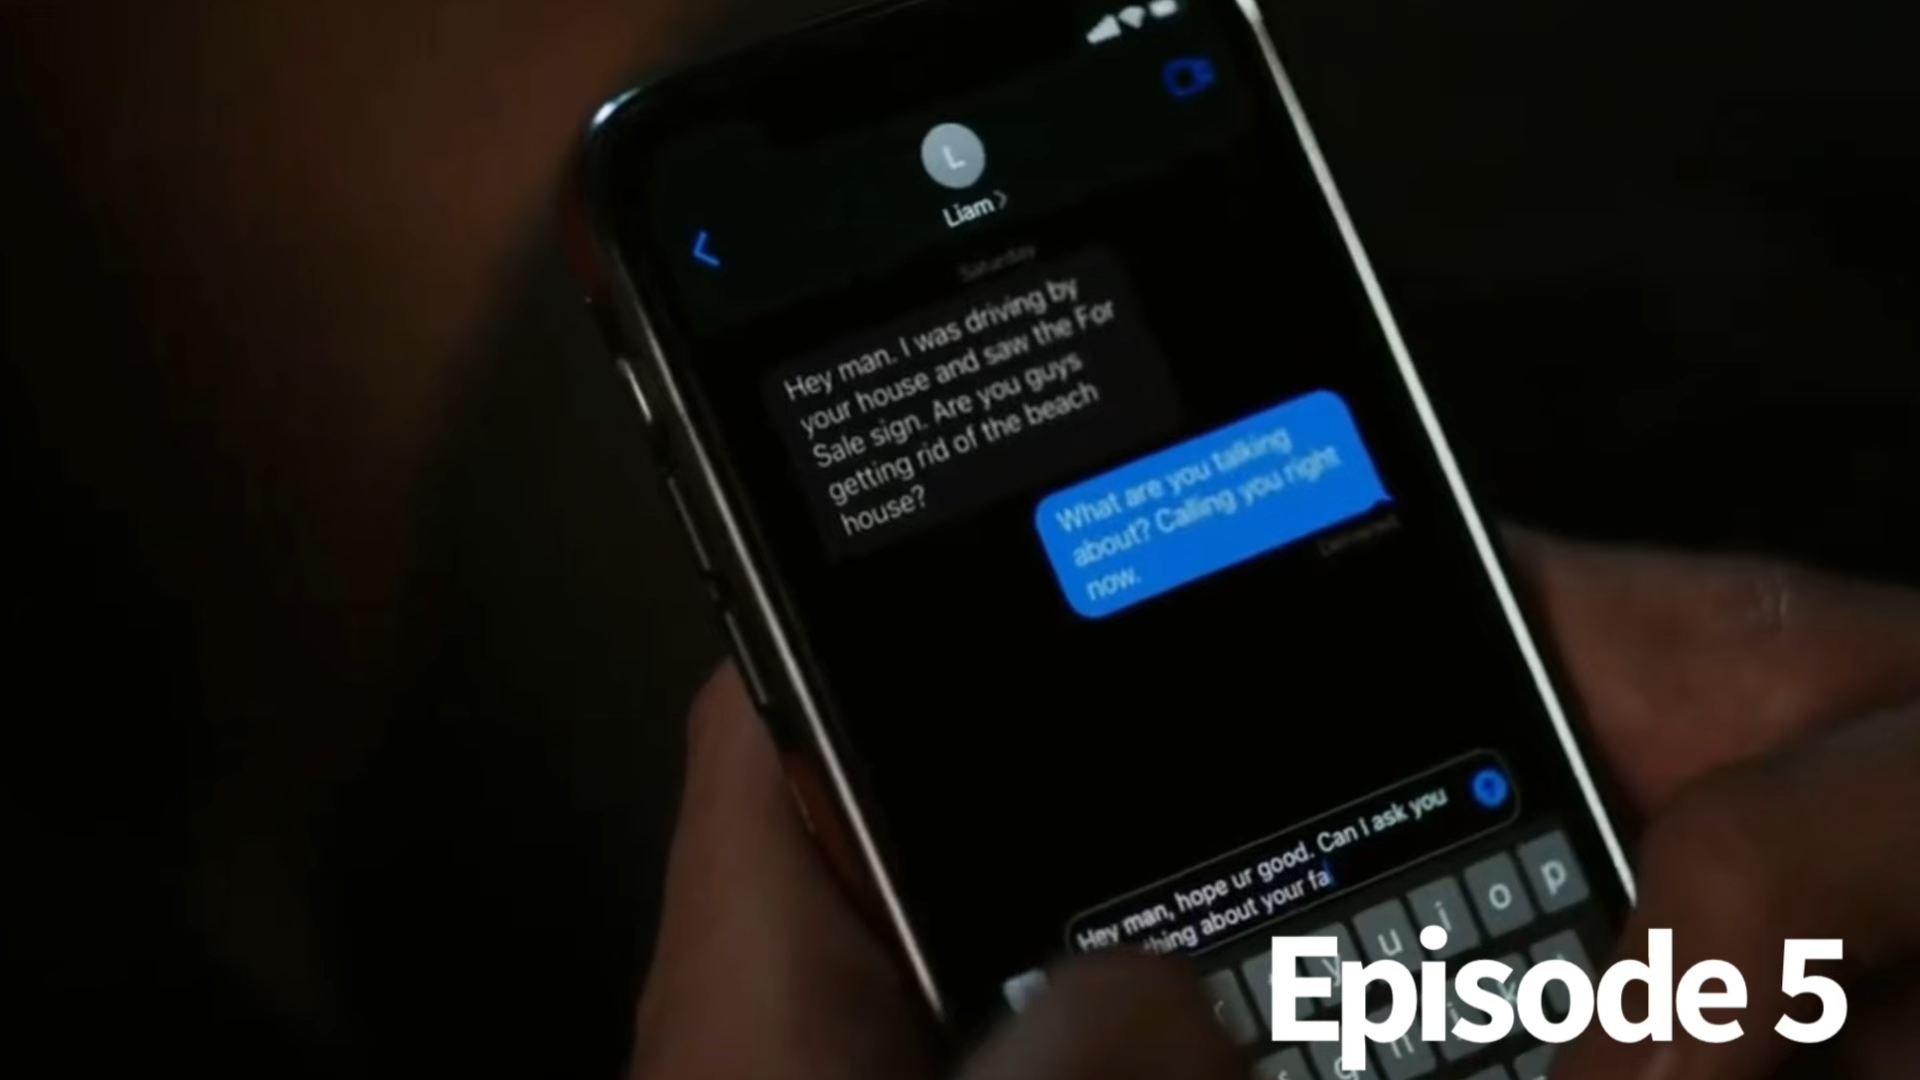 L
Liam
Saturday
Hey man. I was driving by
your house and saw the For
Sale sign. Are you guys
getting rid of the beach
house?
What are you talking
about? Calling you right
now.
Delivered
Hey man, hope ur good. Can i ask you
thing about your fa
y u i o p
Episode 5